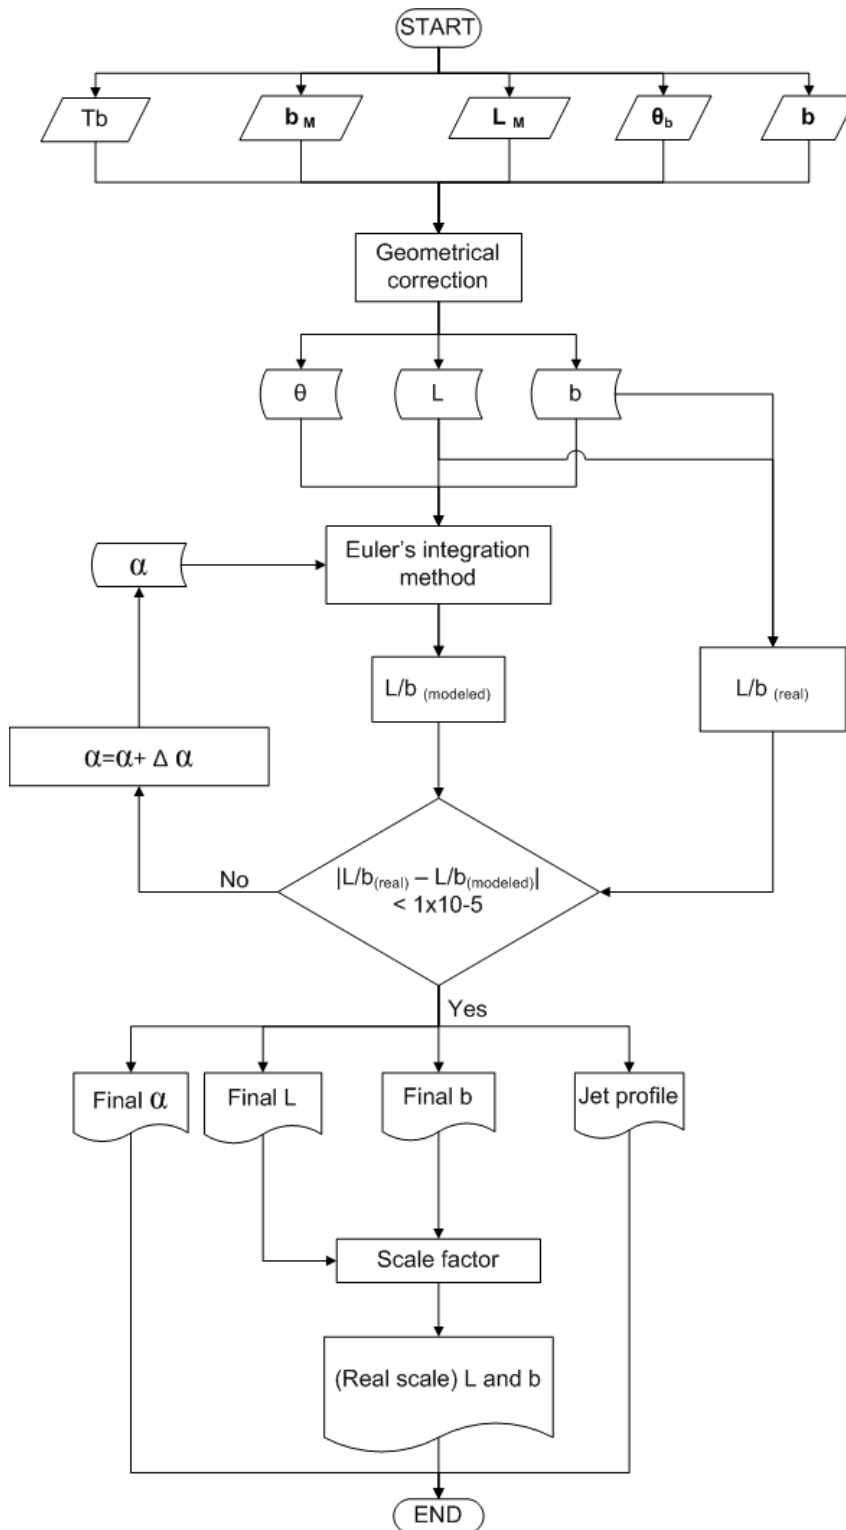 START
Tb
b M
L M
θb
b
Geometrical
correction
θ
L
b
Euler's integration
method
α
L/b (modeled)
L/b (real)
α=α+ Δ α
|L/b(real) – L/b(modeled)|
< 1x10-5
No
Yes
Final α
Final L
Final b
Jet profile
Scale factor
(Real scale) L and b
END